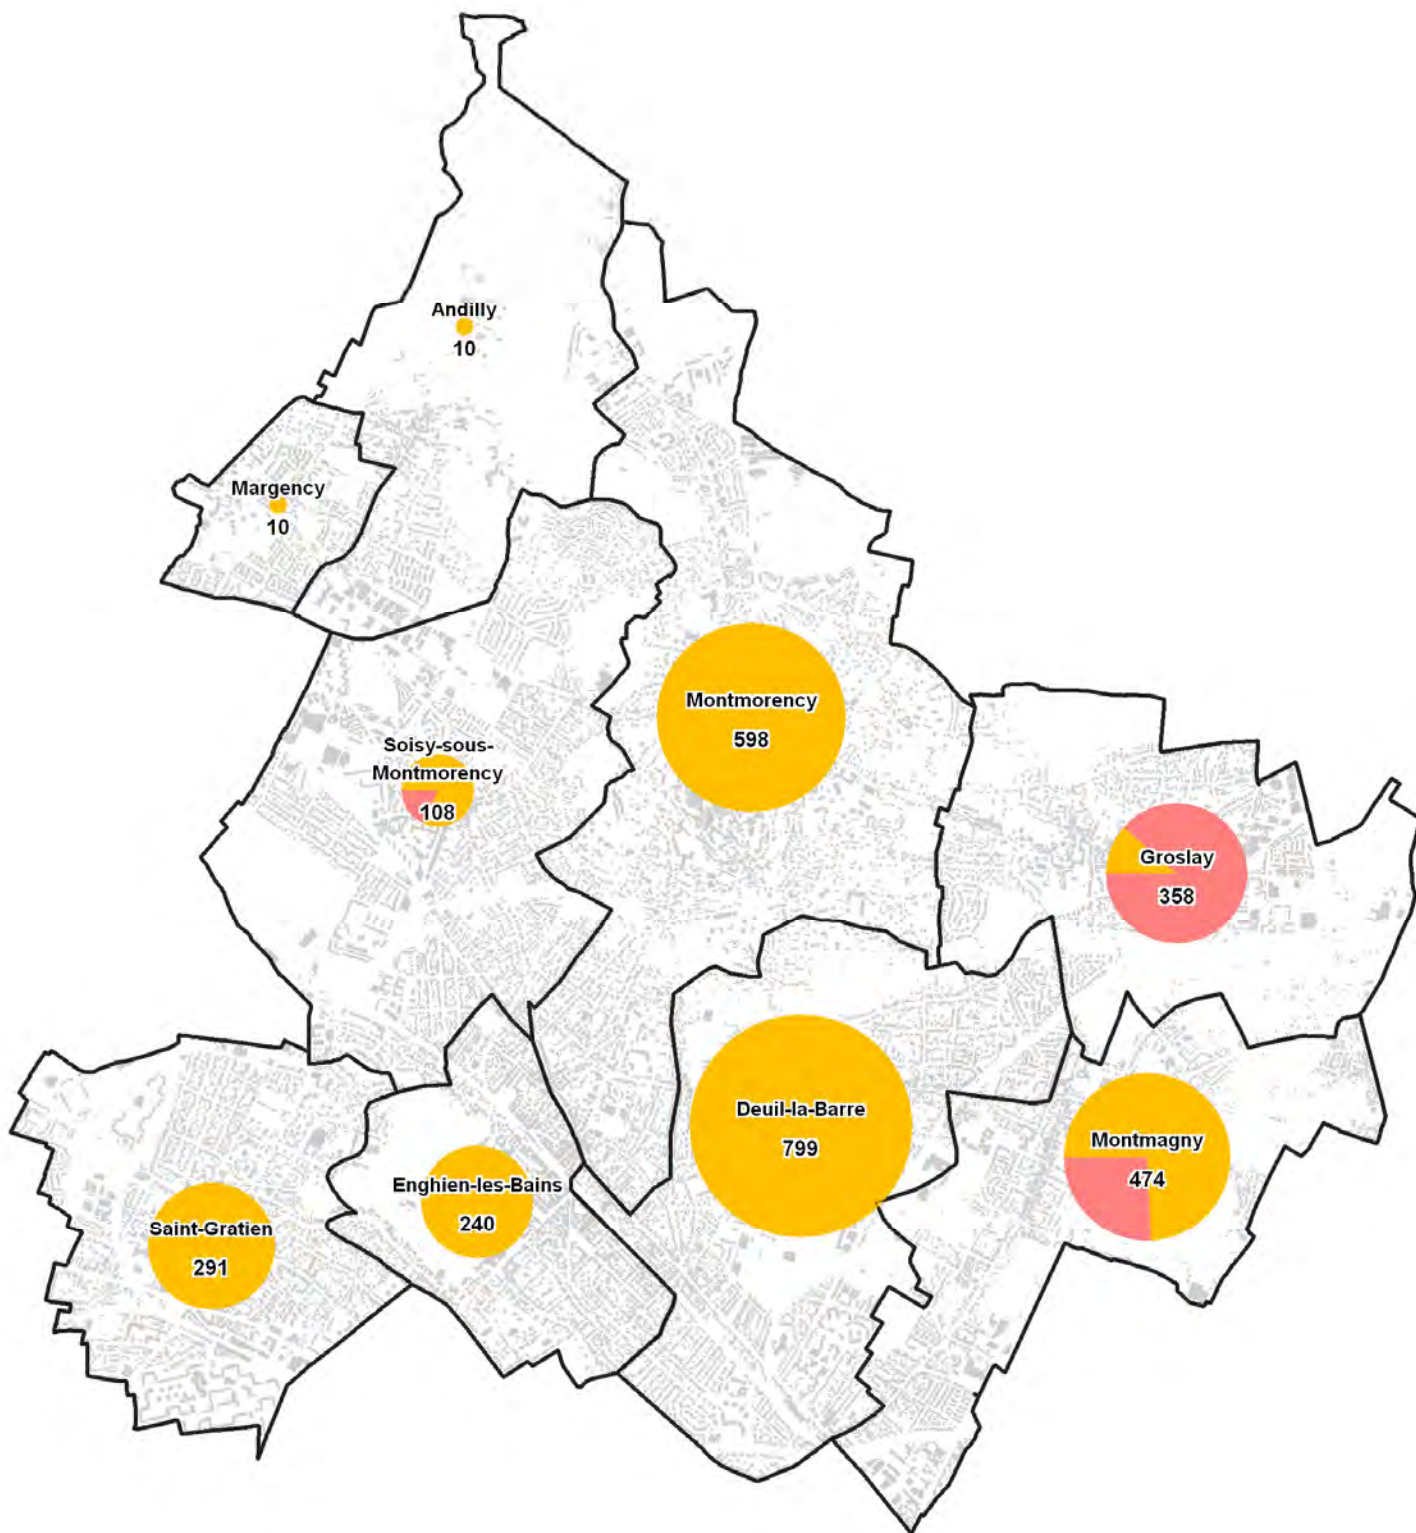 Andilly
10
Margency
10
Montmorency
598
Soisy-sous-
Montmorency
108
Groslay
358
Deuil-la-Barre
799
Montmagny
474
Enghien-les-Bains
240
Saint-Gratien
291